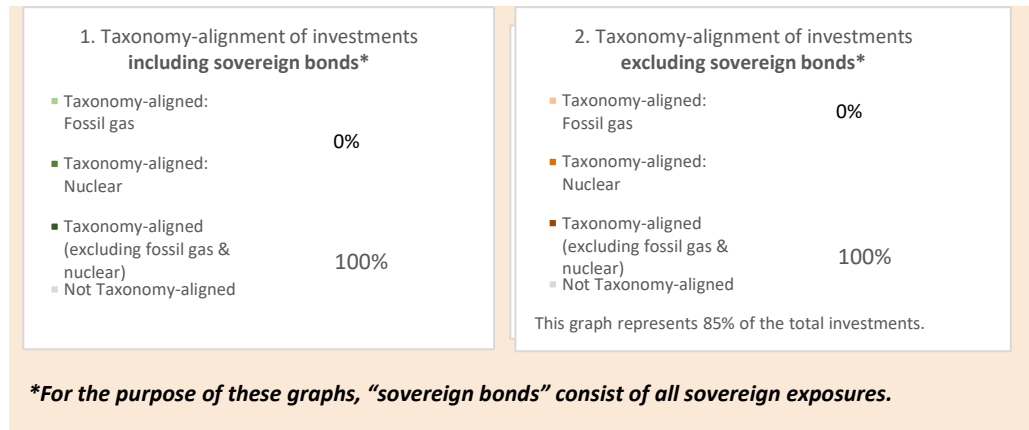 1. Taxonomy-alignment of investments
including sovereign bonds*
Taxonomy-aligned:
Fossil gas
0%
Taxonomy-aligned:
Nuclear
Taxonomy-aligned
(excluding fossil gas &
nuclear)
100%
Not Taxonomy-aligned
2. Taxonomy-alignment of investments
excluding sovereign bonds*
Taxonomy-aligned:
Fossil gas
0%
Taxonomy-aligned:
Nuclear
Taxonomy-aligned
(excluding fossil gas &
nuclear)
100%
Not Taxonomy-aligned
This graph represents 85% of the total investments.
*For the purpose of these graphs, “sovereign bonds” consist of all sovereign exposures.